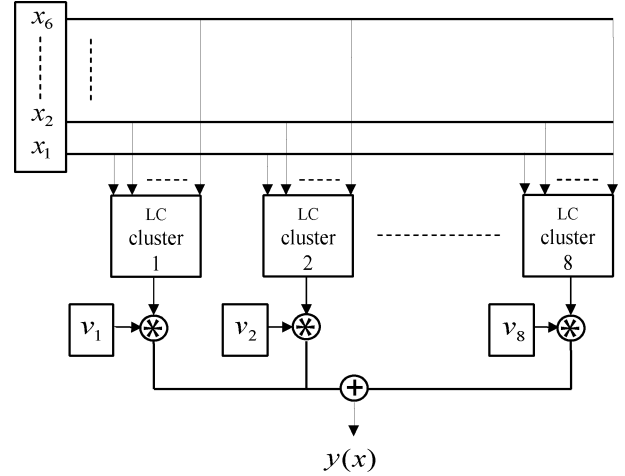 x₆
x₂
x₁
LC LC LC
cluster cluster cluster
1 2 8
v₁ * v₂ * v₈ *
+
y(x)